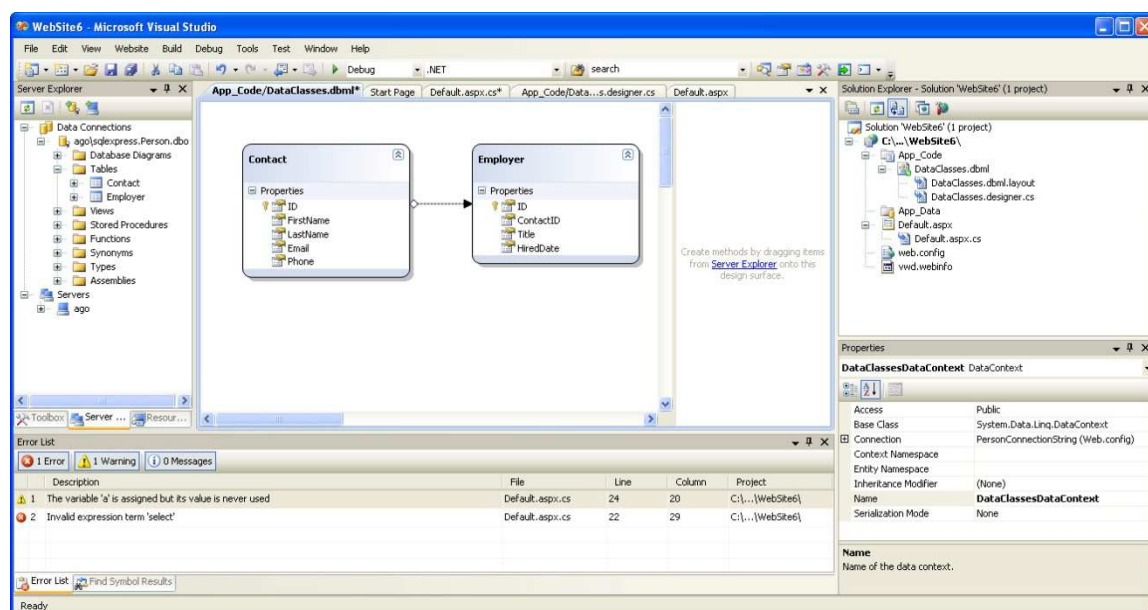 WebSite6 - Microsoft Visual Studio
File Edit View Website Build Debug Tools Test Window Help
Debug .NET search
Server Explorer
Data Connections
ago\sqlexpress.Person.dbo
Database Diagrams
Tables
Contact
Employer
Views
Stored Procedures
Functions
Synonyms
Types
Assemblies
Servers
ago
Toolbox Server ... Resour...
App_Code/DataClasses.dbml* Start Page Default.aspx.cs* App_Code/Data...s.designer.cs Default.aspx
Contact
Properties
ID
FirstName
LastName
Email
Phone
Employer
Properties
ID
ContactID
Title
HiredDate
Create methods by dragging items
from Server Explorer onto this
design surface.
Solution Explorer - Solution 'WebSite6' (1 project)
Solution 'WebSite6' (1 project)
C:\...\WebSite6\
App_Code
DataClasses.dbml
DataClasses.dbml.layout
DataClasses.designer.cs
App_Data
Default.aspx
Default.aspx.cs
web.config
vwd.webinfo
Properties
DataClassesDataContext DataContext
Access Public
Base Class System.Data.Linq.DataContext
Connection PersonConnectionString (Web.config)
Context Namespace
Entity Namespace
Inheritance Modifier (None)
Name DataClassesDataContext
Serialization Mode None
Name
Name of the data context.
Error List
1 Error 1 Warning 0 Messages
Description File Line Column Project
1 The variable 'a' is assigned but its value is never used Default.aspx.cs 24 20 C:\...\WebSite6\
2 Invalid expression term 'select' Default.aspx.cs 22 29 C:\...\WebSite6\
Error List Find Symbol Results
Ready